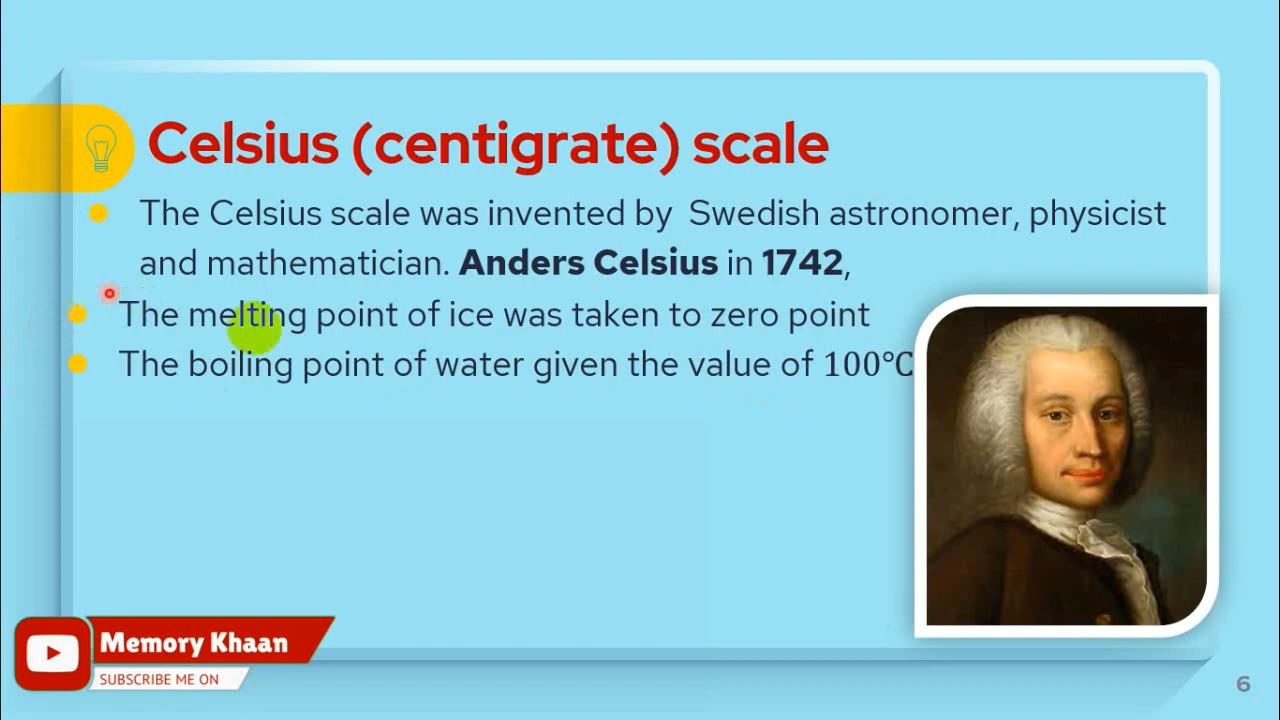 Celsius (centigrate) scale
The Celsius scale was invented by Swedish astronomer, physicist
and mathematician. Anders Celsius in 1742,
The melting point of ice was taken to zero point
The boiling point of water given the value of 100°C
Memory Khaan
SUBSCRIBE ME ON
6